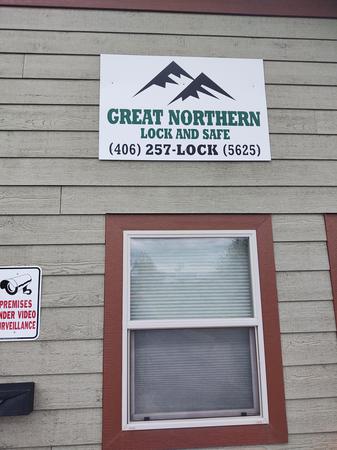 GREAT NORTHERN
LOCK AND SAFE
(406) 257-LOCK (5625)
PREMISES
UNDER VIDEO
SURVEILLANCE